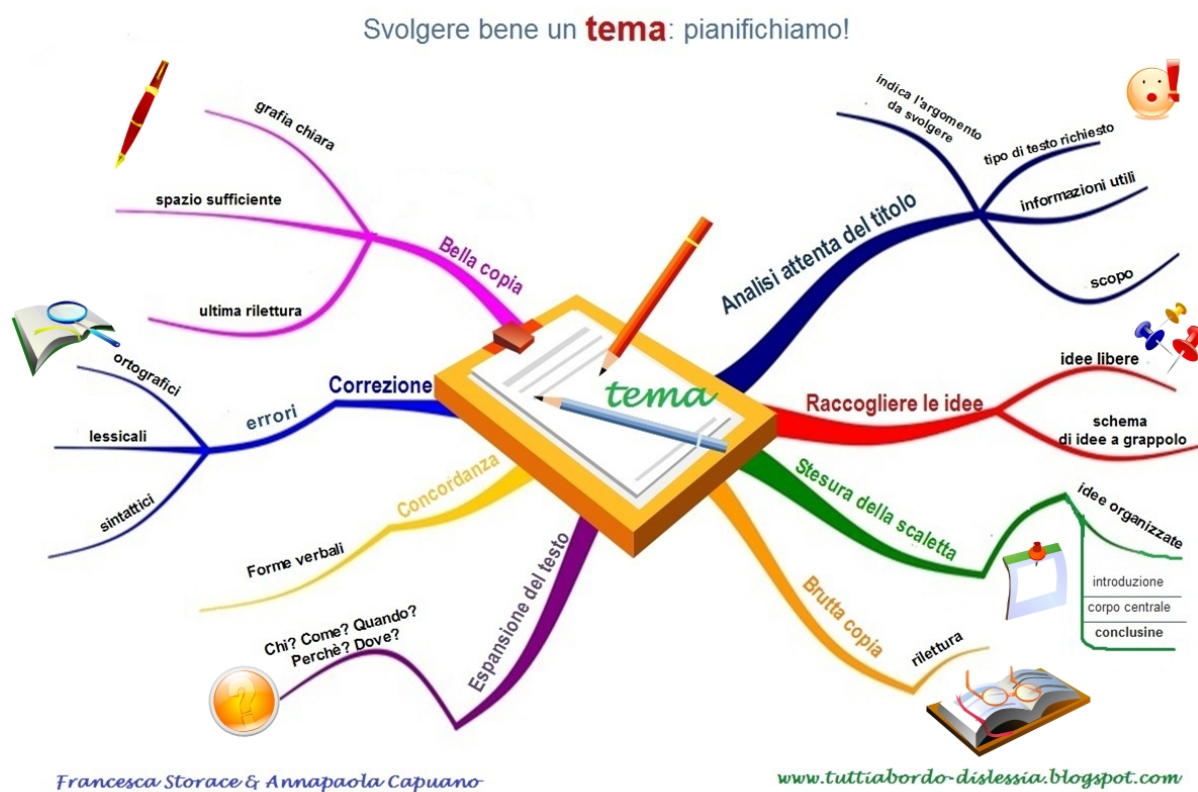 Svolgere bene un tema: pianifichiamo!
indica l'argomento
da svolgere
tipo di testo richiesto
informazioni utili
scopo
Analisi attenta del titolo
idee libere
Raccogliere le idee
schema
di idee a grappolo
Stesura della scaletta
idee organizzate
introduzione
corpo centrale
conclusine
Brutta copia
rilettura
Espansione del testo
Chi? Come? Quando?
Perchè? Dove?
Concordanza
Forme verbali
Correzione
errori
ortografici
lessicali
sintattici
Bella copia
grafia chiara
spazio sufficiente
ultima rilettura
tema
Francesca Storace & Annapaola Capuano
www.tuttiabordo-dislessia.blogspot.com